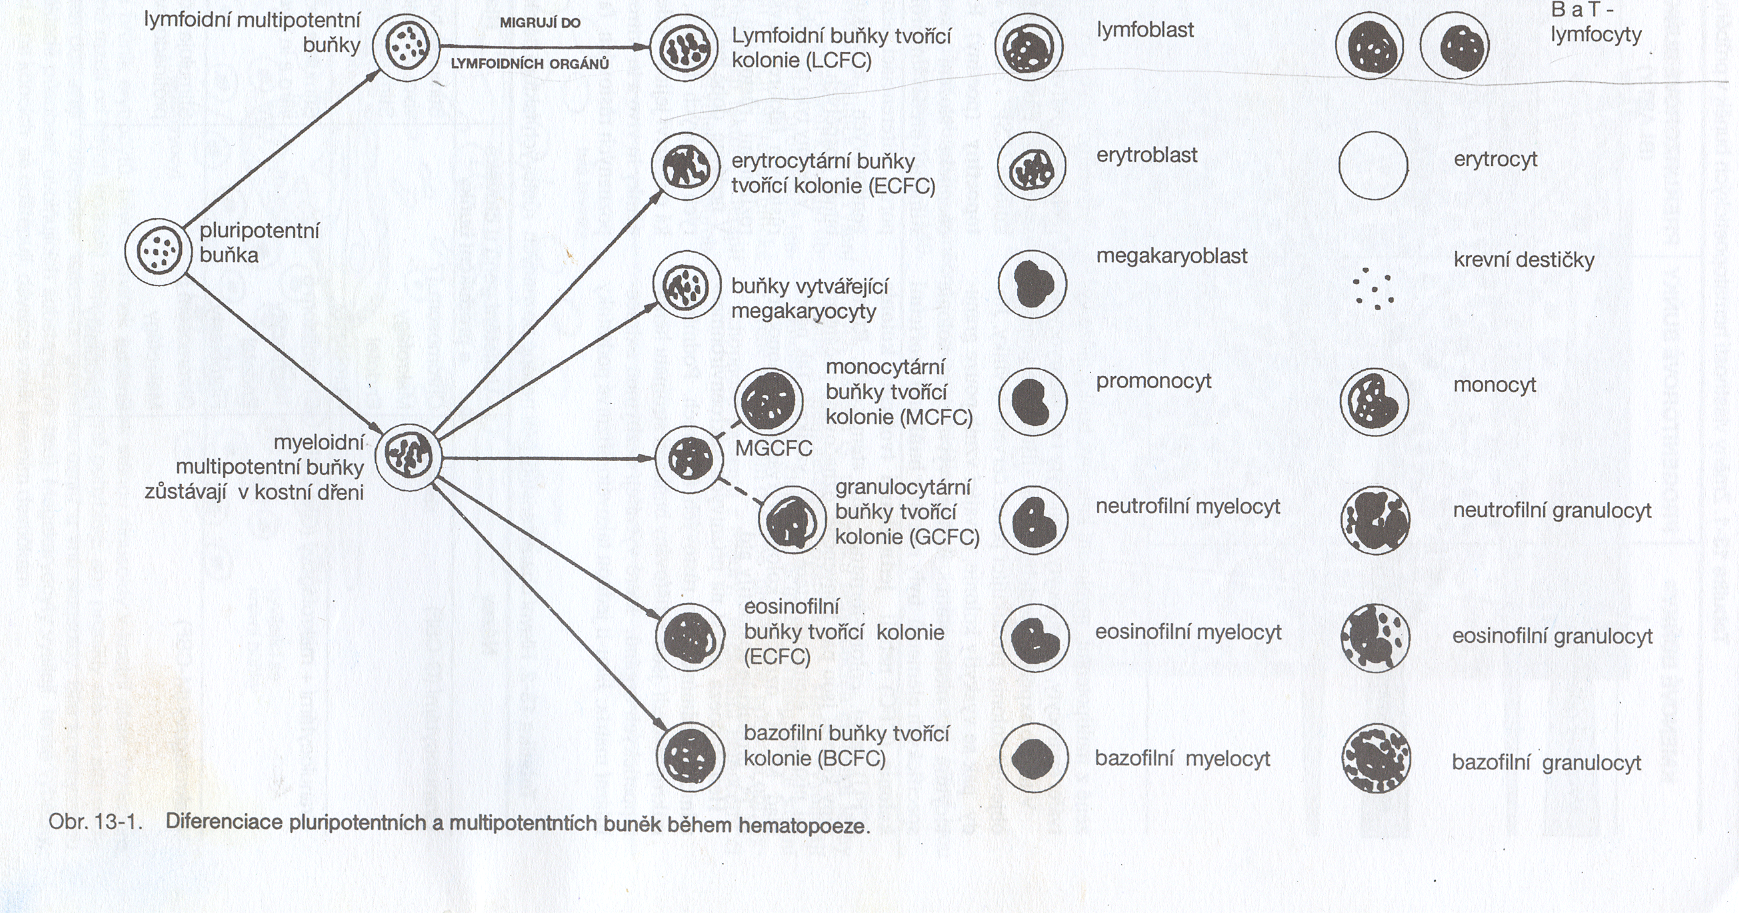 lymfoidní multipotentní
buňky
MIGRUJÍ DO
LYMFOIDNÍCH ORGÁNŮ
Lymfoidní buňky tvořící
kolonie (LCFC)
lymfoblast
B a T -
lymfocyty
erytrocytární buňky
tvořící kolonie (ECFC)
erytroblast
erytrocyt
pluripotentní
buňka
buňky vytvářející
megakaryocyty
megakaryoblast
krevní destičky
monocytární
buňky tvořící
kolonie (MCFC)
promonocyt
monocyt
MGCFC
myeloidní
multipotentní buňky
zůstávají v kostní dřeni
granulocytární
buňky tvořící
kolonie (GCFC)
neutrofilní myelocyt
neutrofilní granulocyt
eosinofilní
buňky tvořící kolonie
(ECFC)
eosinofilní myelocyt
eosinofilní granulocyt
bazofilní buňky tvořící
kolonie (BCFC)
bazofilní myelocyt
bazofilní granulocyt
Obr. 13-1. Diferenciace pluripotentních a multipotentntích buněk během hematopoeze.